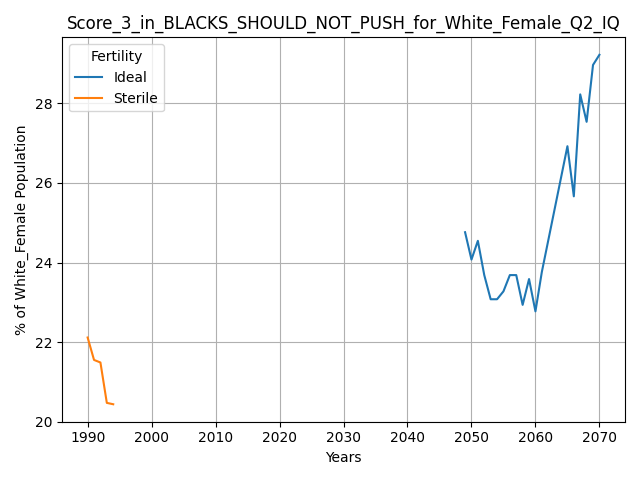 Score_3_in_BLACKS_SHOULD_NOT_PUSH_for_White_Female_Q2_IQ
Fertility
Ideal
Sterile
% of White_Female Population
28
26
24
22
20
1990 2000 2010 2020 2030 2040 2050 2060 2070
Years